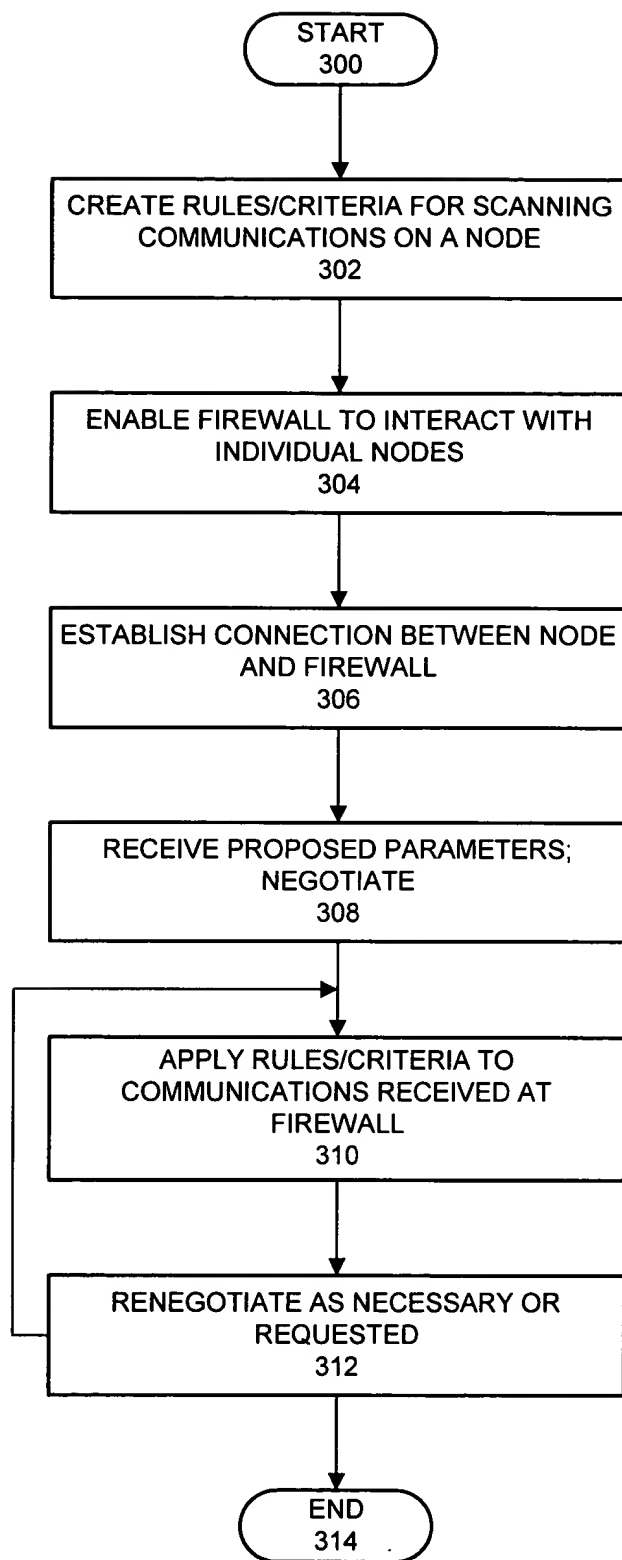 START
300
CREATE RULES/CRITERIA FOR SCANNING
COMMUNICATIONS ON A NODE
302
ENABLE FIREWALL TO INTERACT WITH
INDIVIDUAL NODES
304
ESTABLISH CONNECTION BETWEEN NODE
AND FIREWALL
306
RECEIVE PROPOSED PARAMETERS;
NEGOTIATE
308
APPLY RULES/CRITERIA TO
COMMUNICATIONS RECEIVED AT
FIREWALL
310
RENEGOTIATE AS NECESSARY OR
REQUESTED
312
END
314